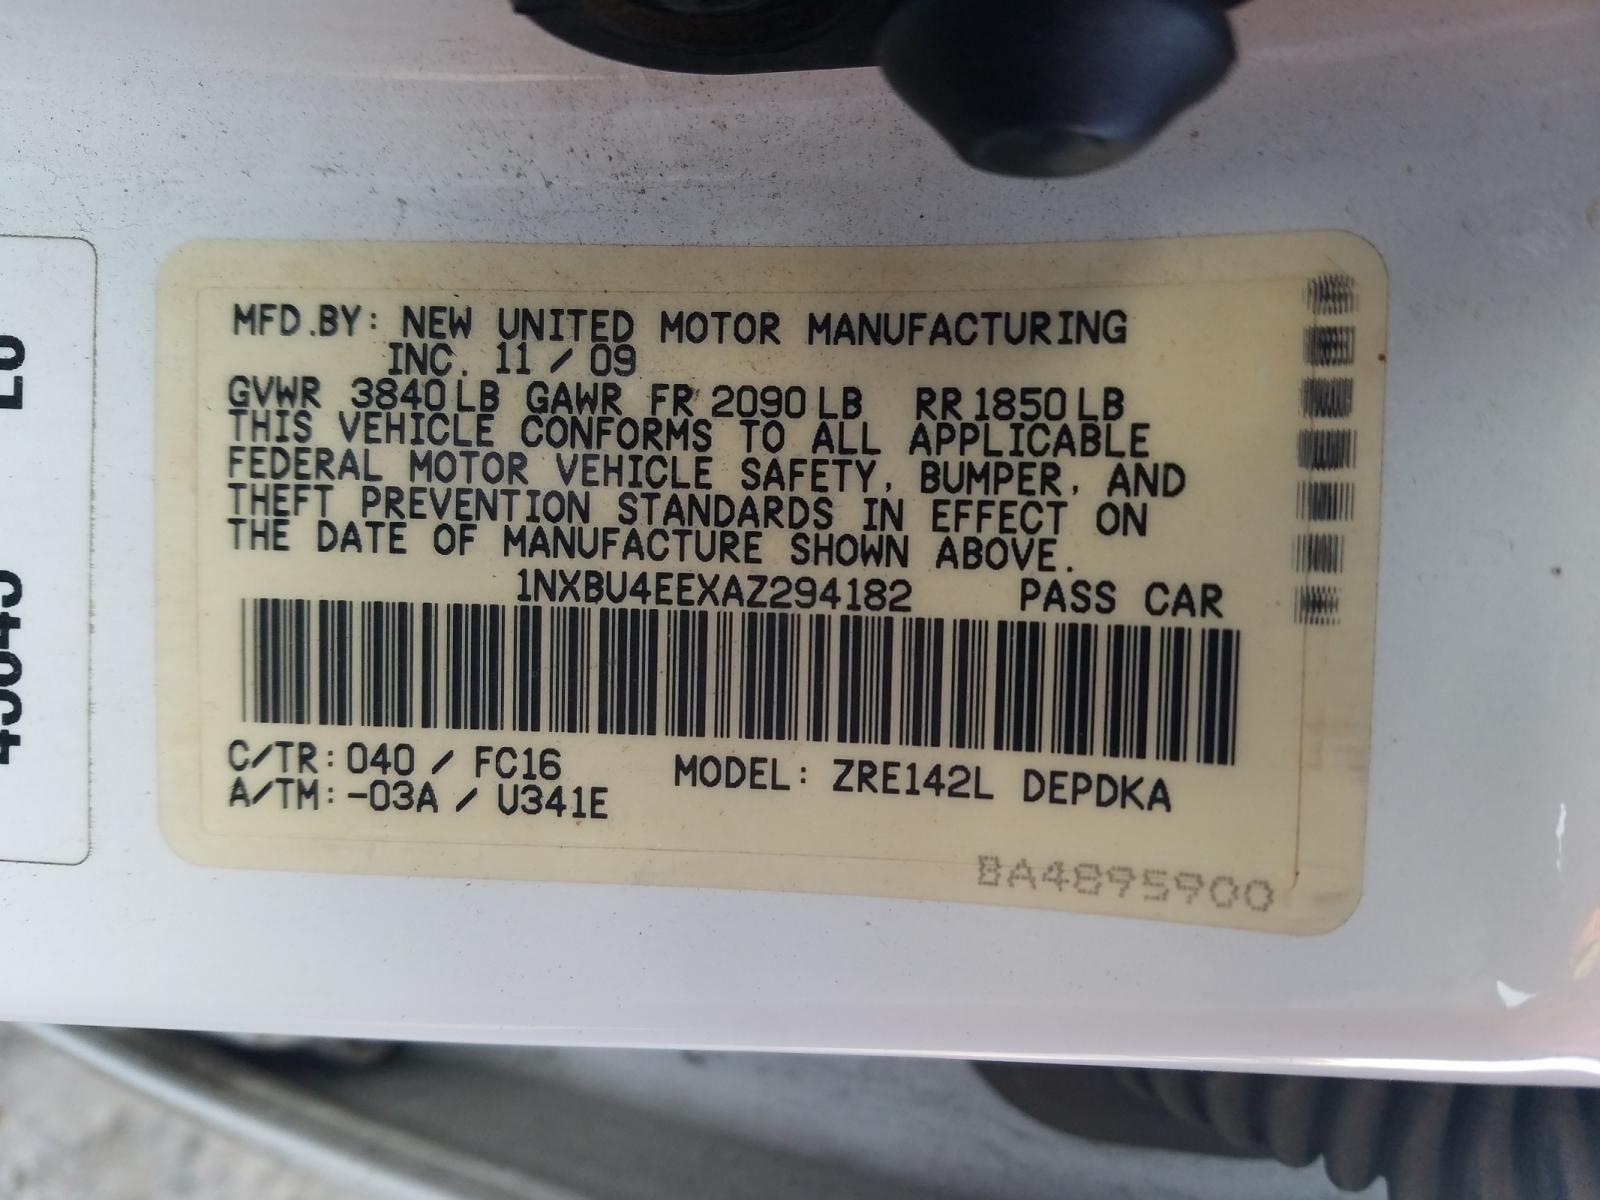 MFD.BY: NEW UNITED MOTOR MANUFACTURING
INC. 11 / 09
GVWR 3840LB GAWR FR 2090LB RR1850LB
THIS VEHICLE CONFORMS TO ALL APPLICABLE
FEDERAL MOTOR VEHICLE SAFETY, BUMPER, AND
THEFT PREVENTION STANDARDS IN EFFECT ON
THE DATE OF MANUFACTURE SHOWN ABOVE.
1NXBU4EEXAZ294182 PASS CAR
C/TR: 040 / FC16 MODEL: ZRE142L DEPDKA
A/TM: -03A / U341E
BA4895900